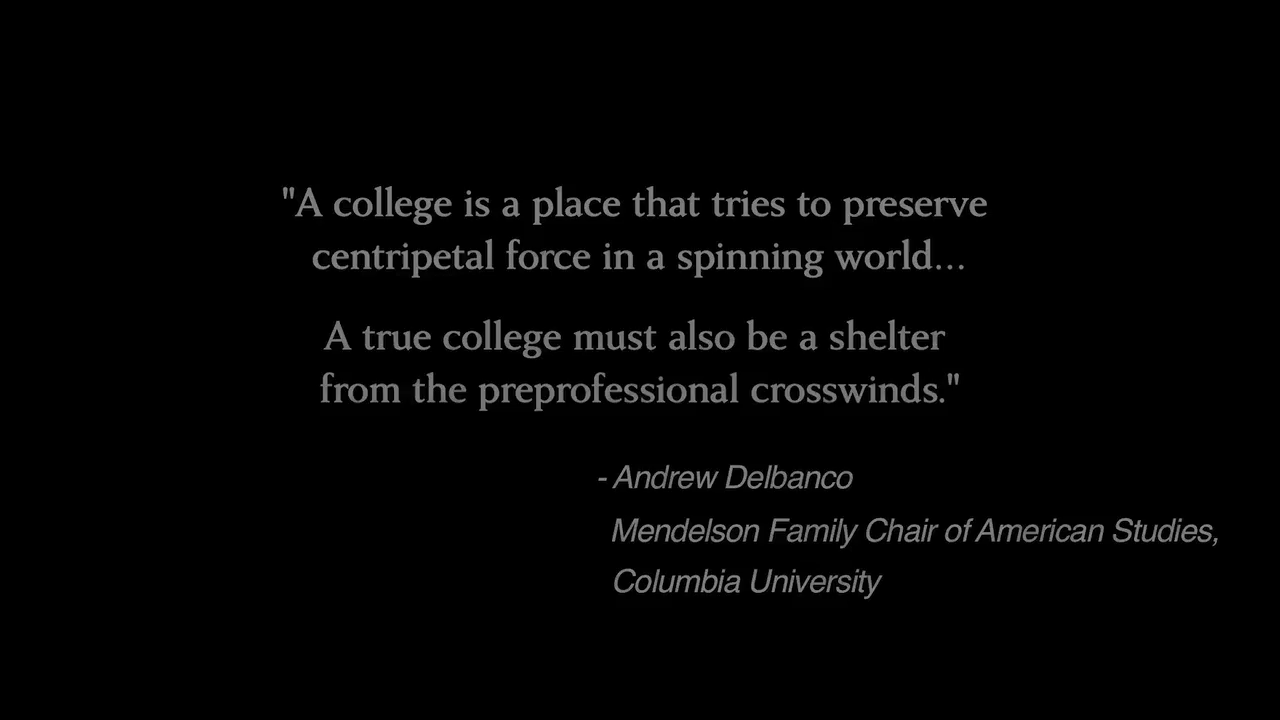 "A college is a place that tries to preserve
centripetal force in a spinning world...
A true college must also be a shelter
from the preprofessional crosswinds."
- Andrew Delbanco
Mendelson Family Chair of American Studies,
Columbia University